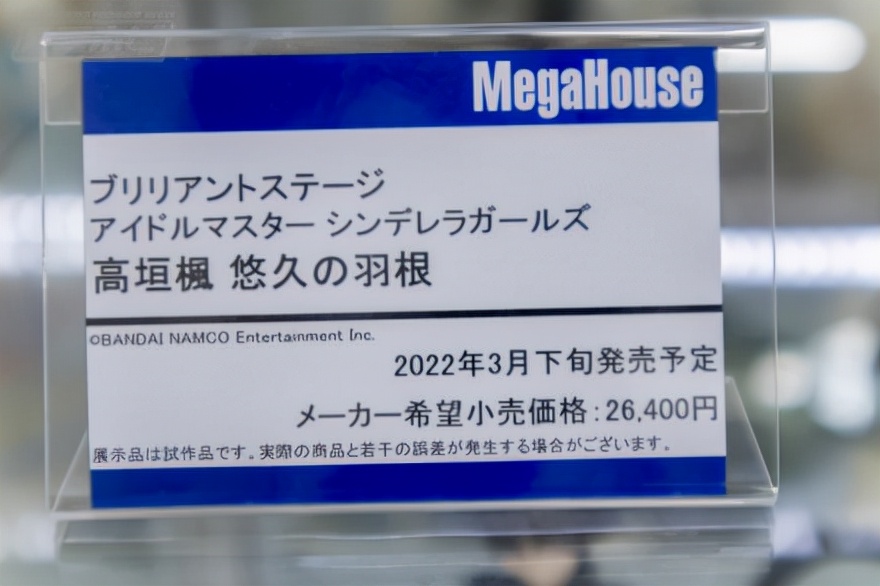 MegaHouse
ブリリアントステージ
アイドルマスター シンデレラガールズ
高垣楓 悠久の羽根
©BANDAI NAMCO Entertainment Inc.
2022年3月下旬発売予定
メーカー希望小売価格:26,400円
展示品は試作品です。実際の商品と若干の誤差が発生する場合がございます。